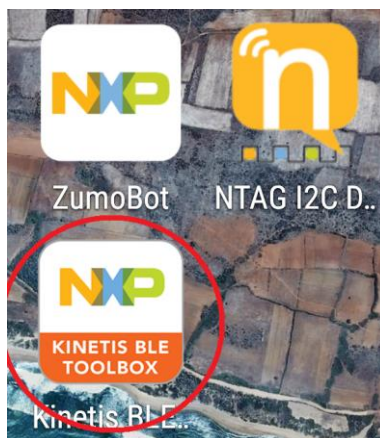 NXP
n
ZumoBot
NTAG I2C D..
NXP
KINETIS BLE
TOOLBOX
Kinetis BLE..